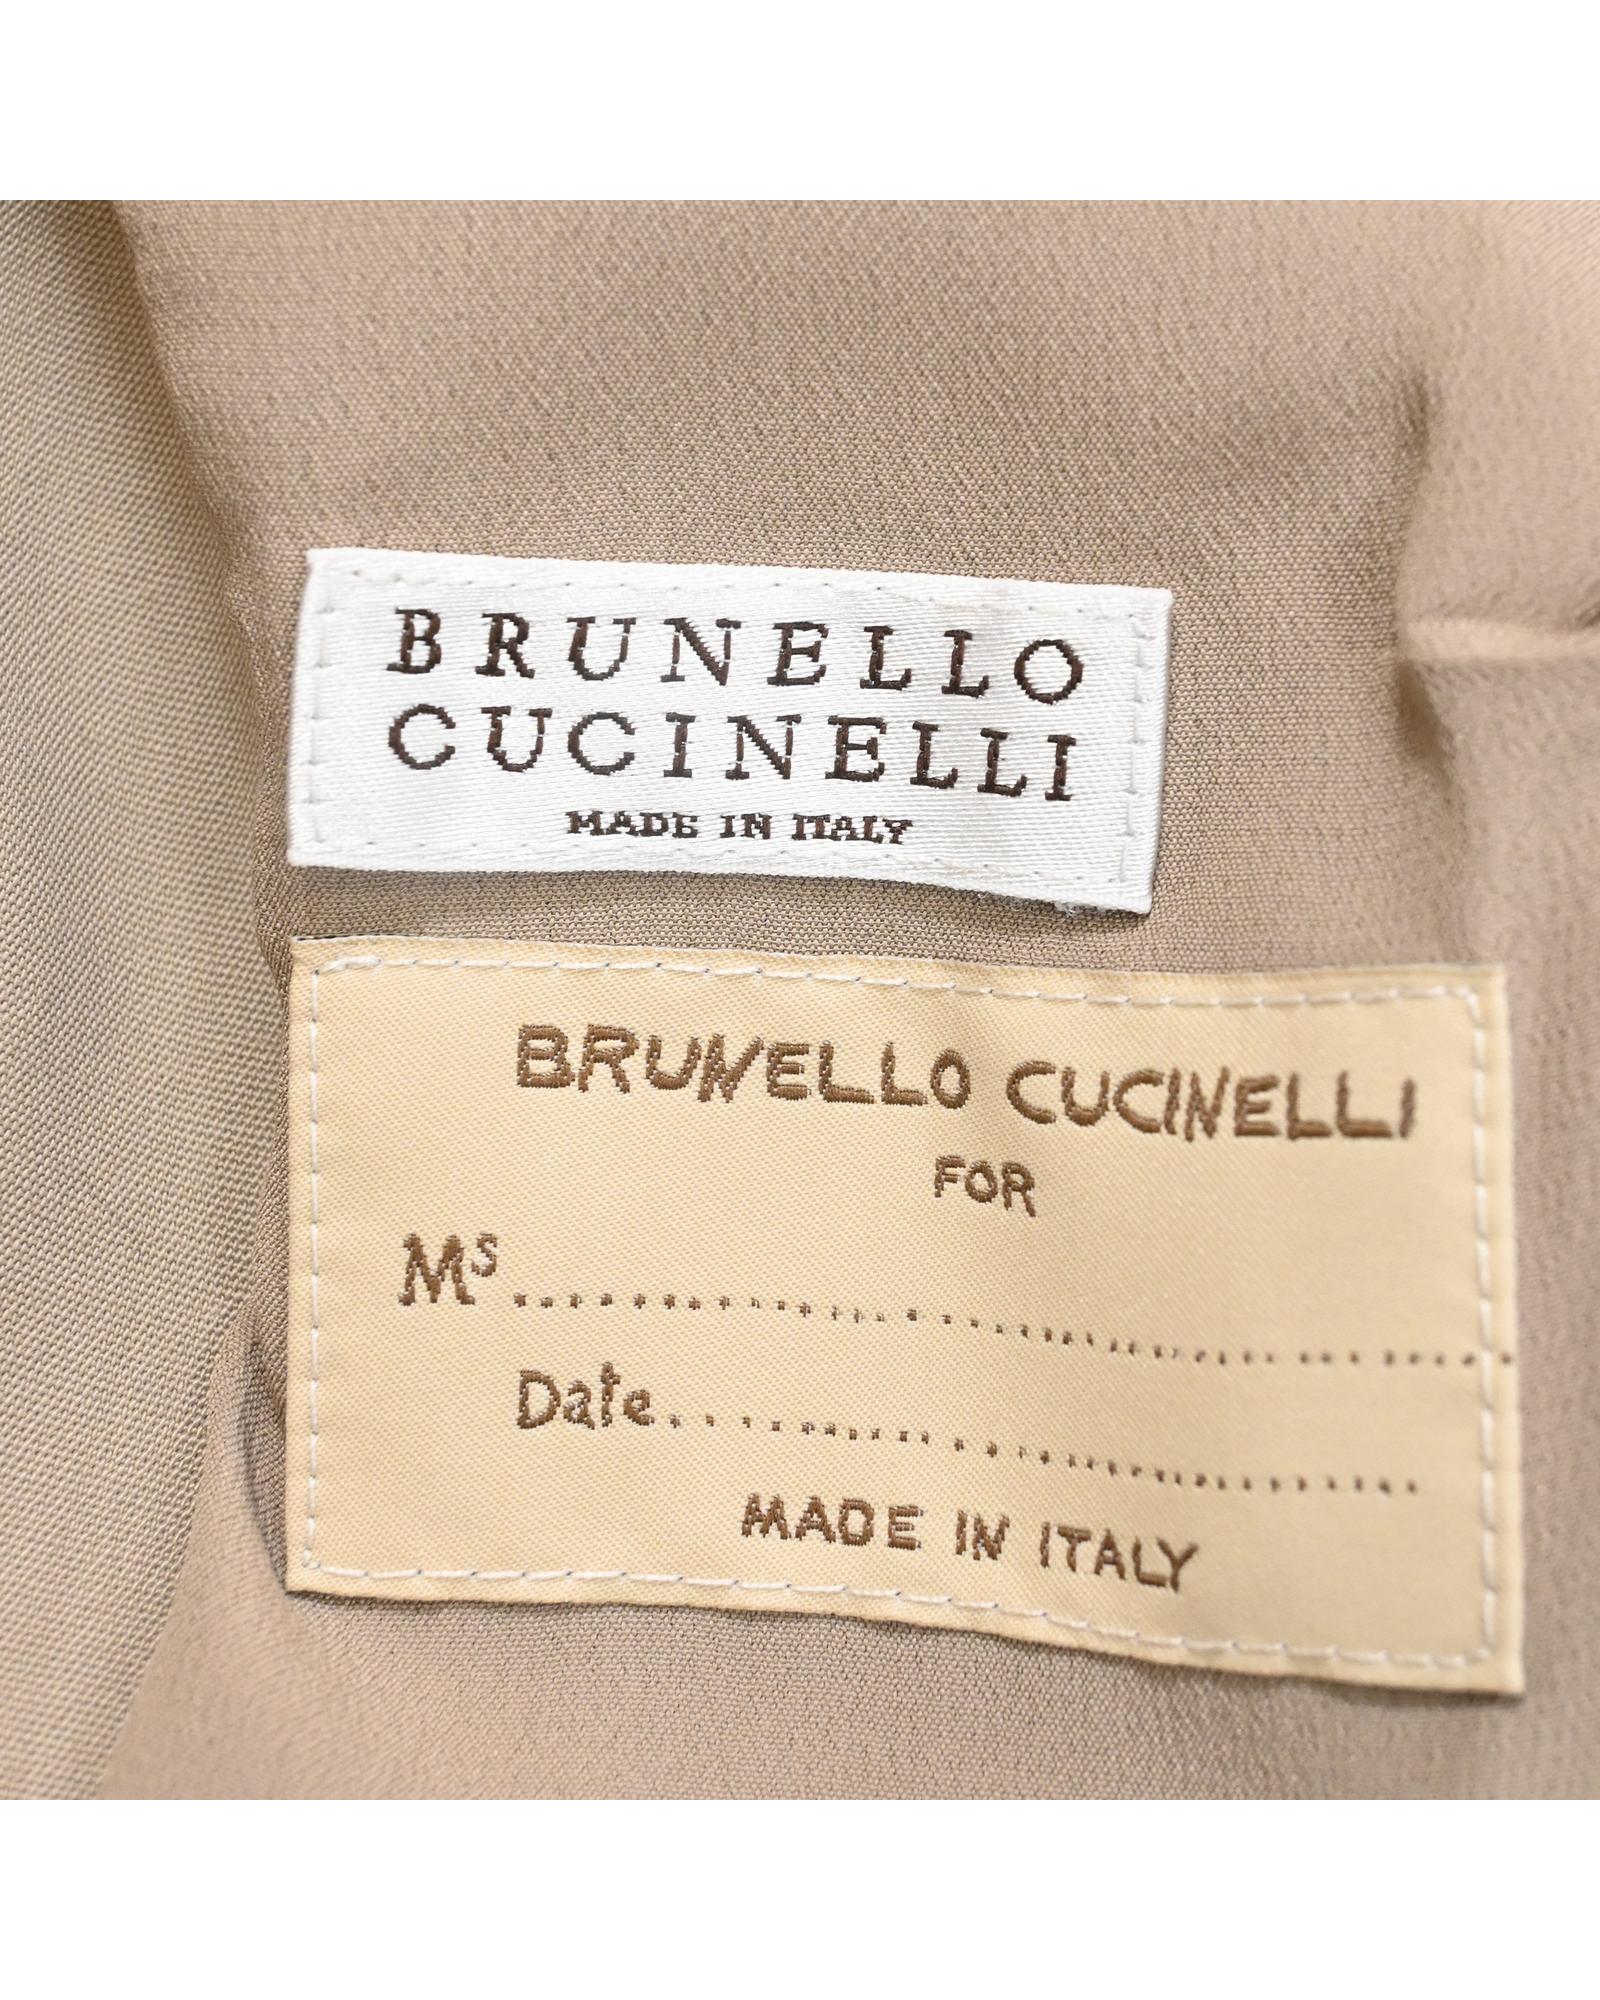 BRUNELLO
CUCINELLI
MADE IN ITALY
BRUNELLO CUCINELLI
FOR
Ms..............................................................
Date..............................................
MADE IN ITALY